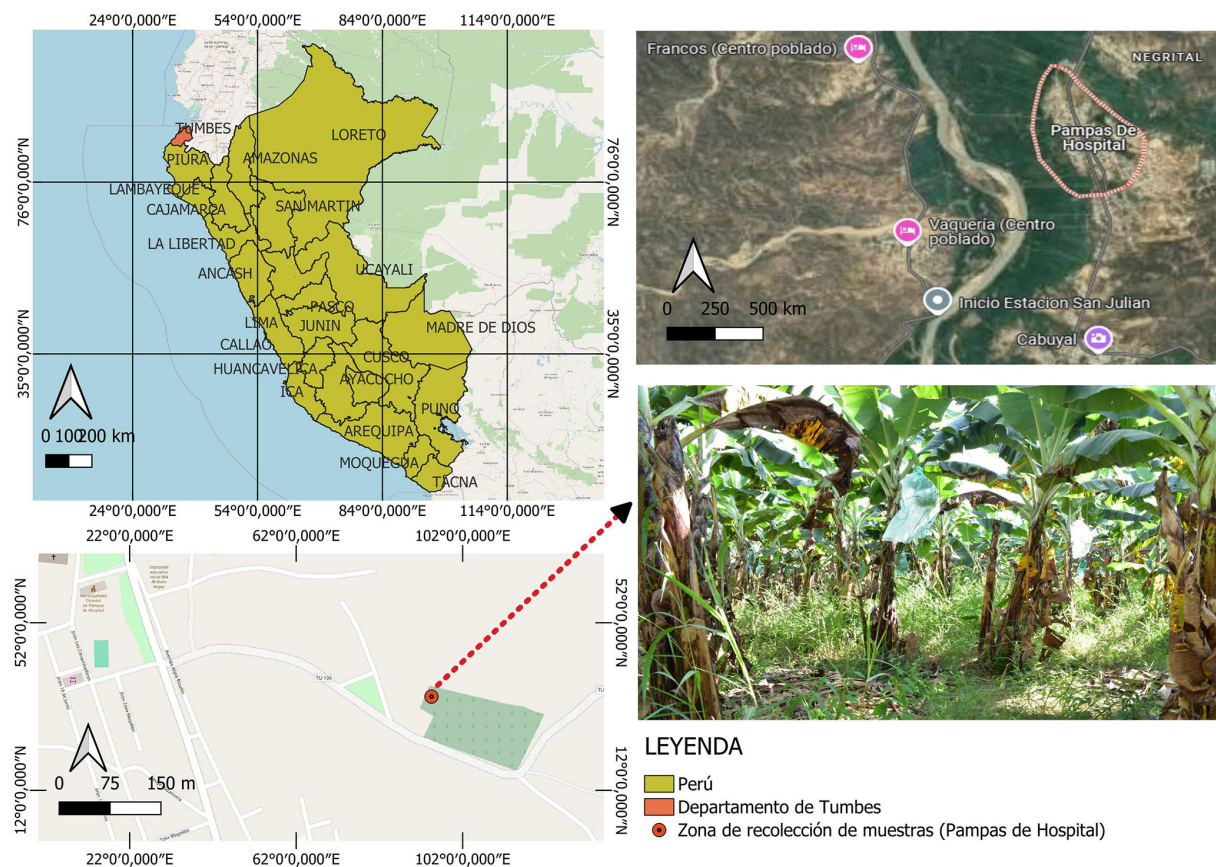 24°0′0,000″N 54°0′0,000″N 84°0′0,000″N 114°0′0,000″N
76°0′0,000″N
35°0′0,000″N
TUMBES
LORETO
PIURA
AMAZONAS
LAMBAYEQUE
CAJAMARCA
SAN MARTIN
LA LIBERTAD
ANCASH
UCAYALI
PASCO
LIMA
JUNIN
MADRE DE DIOS
CALLAO
CUSCO
HUANCAVELICA
AYACUCHO
ICA
PUNO
AREQUIPA
MOQUEGUA
TACNA
0 100 200 km
76°0′0,000″N
35°0′0,000″N
24°0′0,000″N 54°0′0,000″N 84°0′0,000″N 114°0′0,000″N
Francos (Centro poblado)
NEGRITAL
Pampas De
Hospital
Vaquería (Centro
poblado)
Inicio Estacion San Julian
Cabuyal
0 250 500 km
22°0′0,000″N 62°0′0,000″N 102°0′0,000″N
52°0′0,000″N
12°0′0,000″N
Municipalidad
Distrital
de Pampas
de Hospital
TU-106
0 75 150 m
52°0′0,000″N
12°0′0,000″N
22°0′0,000″N 62°0′0,000″N 102°0′0,000″N
LEYENDA
Perú
Departamento de Tumbes
Zona de recolección de muestras (Pampas de Hospital)